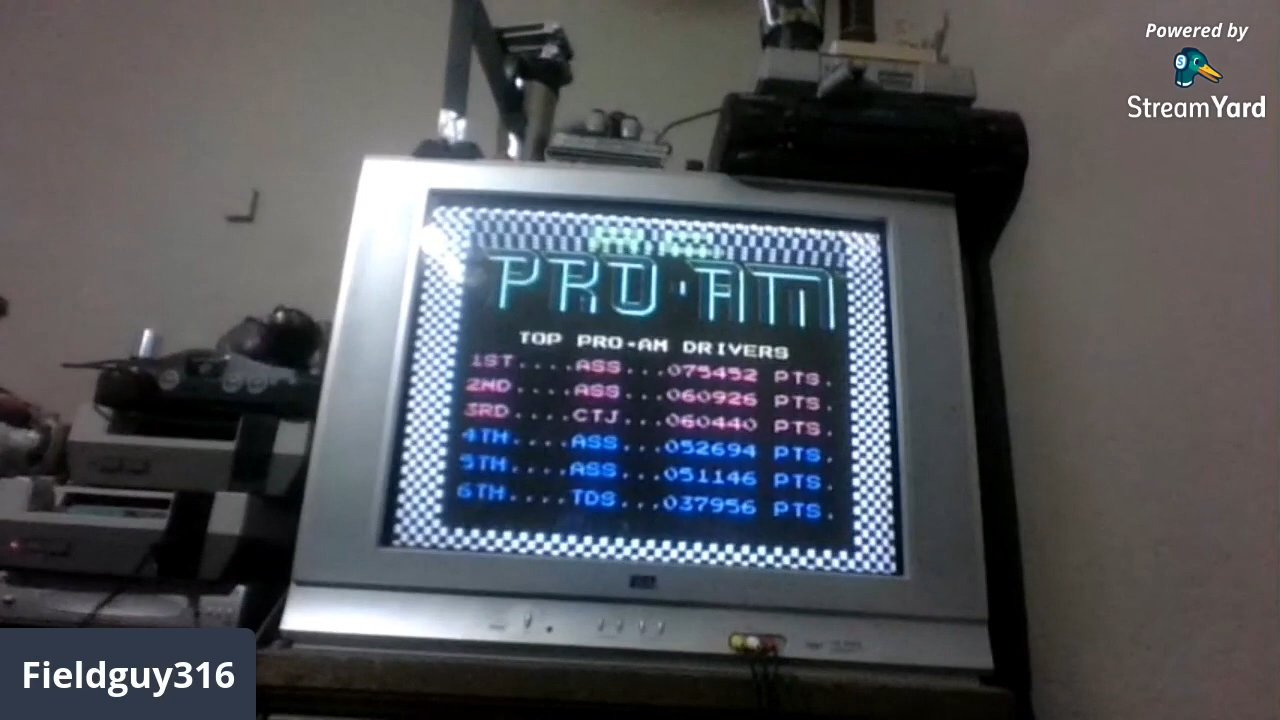 Powered by
StreamYard
PRO-AM
TOP PRO-AM DRIVERS
1ST....ASS...075452 PTS.
2ND....ASS...060926 PTS.
3RD....CTJ...060440 PTS.
4TH....ASS...052694 PTS.
5TH....ASS...051146 PTS.
6TH....TDS...037956 PTS.
Fieldguy316